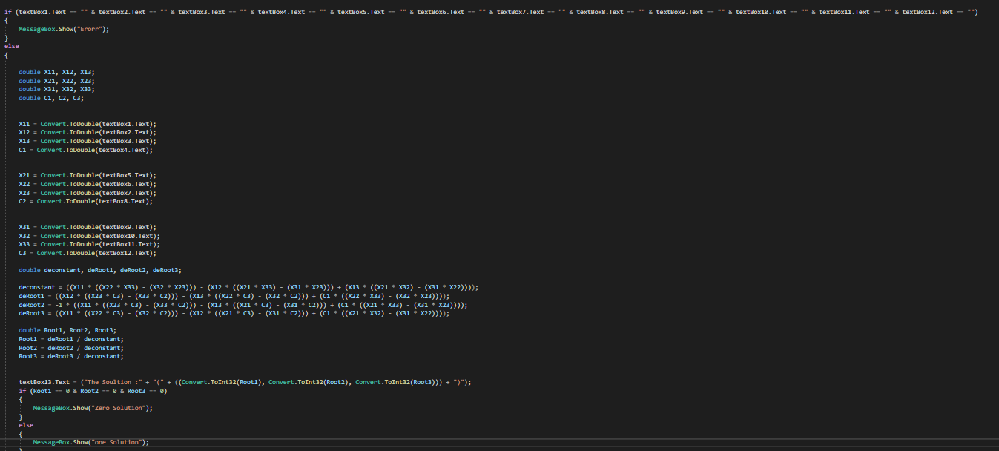 if (textBox1.Text == "" & textBox2.Text == "" & textBox3.Text == "" & textBox4.Text == "" & textBox5.Text == "" & textBox6.Text == "" & textBox7.Text == "" & textBox8.Text == "" & textBox9.Text == "" & textBox10.Text == "" & textBox11.Text == "" & textBox12.Text == "")
{
MessageBox.Show("Erorr");
}
else
{
double X11, X12, X13;
double X21, X22, X23;
double X31, X32, X33;
double C1, C2, C3;
X11 = Convert.ToDouble(textBox1.Text);
X12 = Convert.ToDouble(textBox2.Text);
X13 = Convert.ToDouble(textBox3.Text);
C1 = Convert.ToDouble(textBox4.Text);
X21 = Convert.ToDouble(textBox5.Text);
X22 = Convert.ToDouble(textBox6.Text);
X23 = Convert.ToDouble(textBox7.Text);
C2 = Convert.ToDouble(textBox8.Text);
X31 = Convert.ToDouble(textBox9.Text);
X32 = Convert.ToDouble(textBox10.Text);
X33 = Convert.ToDouble(textBox11.Text);
C3 = Convert.ToDouble(textBox12.Text);
double deconstant, deRoot1, deRoot2, deRoot3;
deconstant = ((X11 * ((X22 * X33) - (X32 * X23))) - (X12 * ((X21 * X33) - (X31 * X23))) + (X13 * ((X21 * X32) - (X31 * X22))));
deRoot1 = ((X12 * ((X23 * C3) - (X33 * C2))) - (X13 * ((X22 * C3) - (X32 * C2))) + (C1 * ((X22 * X33) - (X32 * X23))));
deRoot2 = -1 * ((X11 * ((X23 * C3) - (X33 * C2))) - (X13 * ((X21 * C3) - (X31 * C2))) + (C1 * ((X21 * X33) - (X31 * X23))));
deRoot3 = ((X11 * ((X22 * C3) - (X32 * C2))) - (X12 * ((X21 * C3) - (X31 * C2))) + (C1 * ((X21 * X32) - (X31 * X22))));
double Root1, Root2, Root3;
Root1 = deRoot1 / deconstant;
Root2 = deRoot2 / deconstant;
Root3 = deRoot3 / deconstant;
textBox13.Text = ("The Soultion :" + "(" + ((Convert.ToInt32(Root1), Convert.ToInt32(Root2), Convert.ToInt32(Root3))) + ")");
if (Root1 == 0 & Root2 == 0 & Root3 == 0)
{
MessageBox.Show("Zero Solution");
}
else
{
MessageBox.Show("one Solution");
}